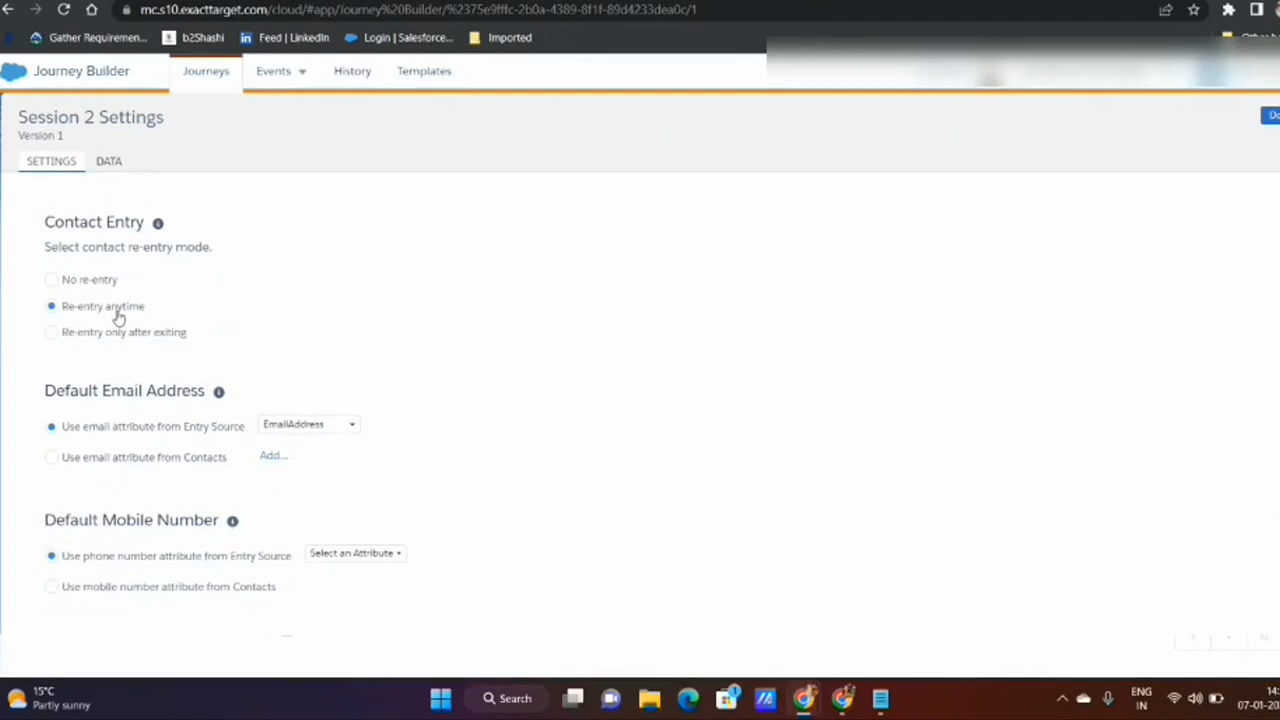 mc.s10.exacttarget.com/cloud/#app/Journey%20Builder/%2375e9fffc-2b0a-4389-8f1f-89d4233dea0c/1
Gather Requiremen... b2Shashi Feed | LinkedIn Login | Salesforce... Imported
Journey Builder Journeys Events History Templates
Session 2 Settings
Version 1
SETTINGS DATA
Contact Entry
Select contact re-entry mode.
No re-entry
Re-entry anytime
Re-entry only after exiting
Default Email Address
Use email attribute from Entry Source EmailAddress
Use email attribute from Contacts Add...
Default Mobile Number
Use phone number attribute from Entry Source Select an Attribute
Use mobile number attribute from Contacts
15°C
Partly sunny
Search
ENG
IN
14:
07-01-20